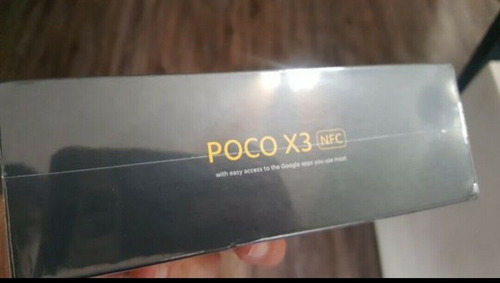 POCO X3 NFC
with easy access to the Google apps you use most